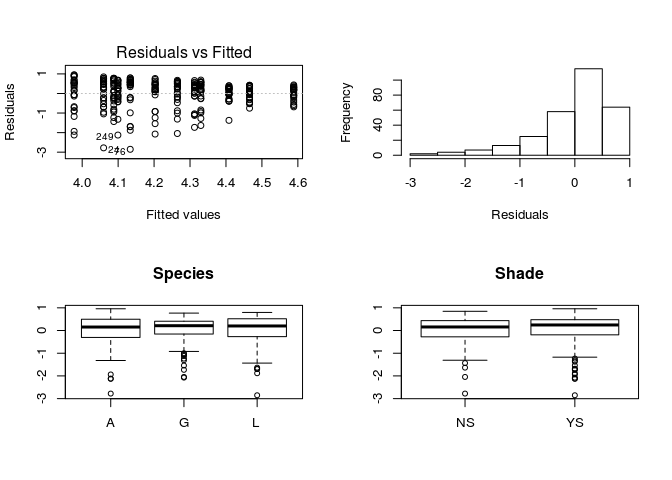 Residuals vs Fitted
Residuals
1
-1
-3
249
76
4.0 4.1 4.2 4.3 4.4 4.5 4.6
Fitted values
Frequency
80
40
0
-3 -2 -1 0 1
Residuals
Species
1
0
-1
-2
-3
A G L
Shade
1
0
-1
-2
-3
NS YS